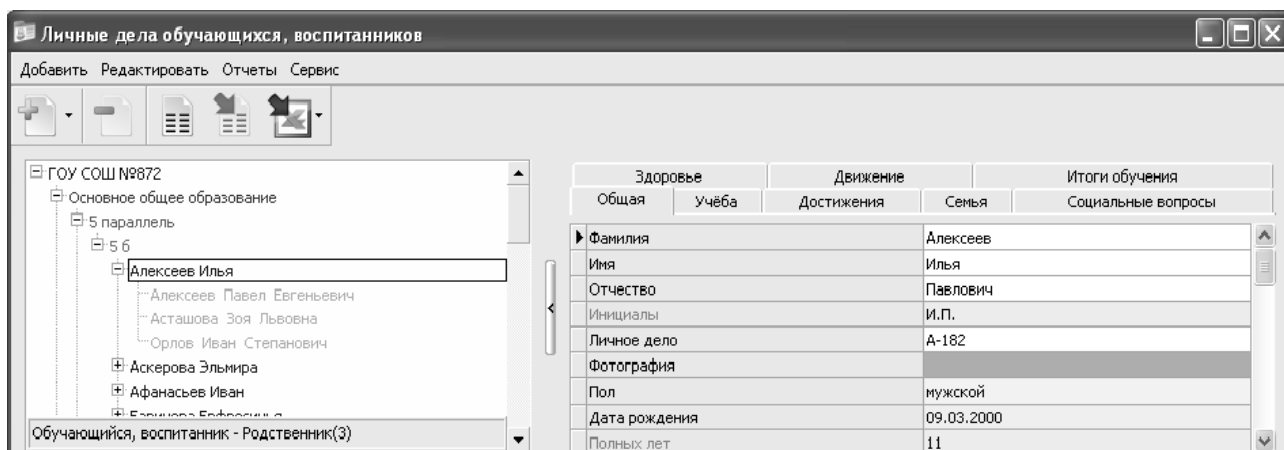 Личные дела обучающихся, воспитанников
Добавить Редактировать Отчеты Сервис
ГОУ СОШ №872
Основное общее образование
5 параллель
5 б
Алексеев Илья
Алексеев Павел Евгеньевич
Асташова Зоя Львовна
Орлов Иван Степанович
Аскерова Эльмира
Афанасьев Иван
Обучающийся, воспитанник - Родственник(3)
Здоровье Движение Итоги обучения
Общая Учёба Достижения Семья Социальные вопросы
Фамилия Алексеев
Имя Илья
Отчество Павлович
Инициалы И.П.
Личное дело А-182
Фотография
Пол мужской
Дата рождения 09.03.2000
Полных лет 11